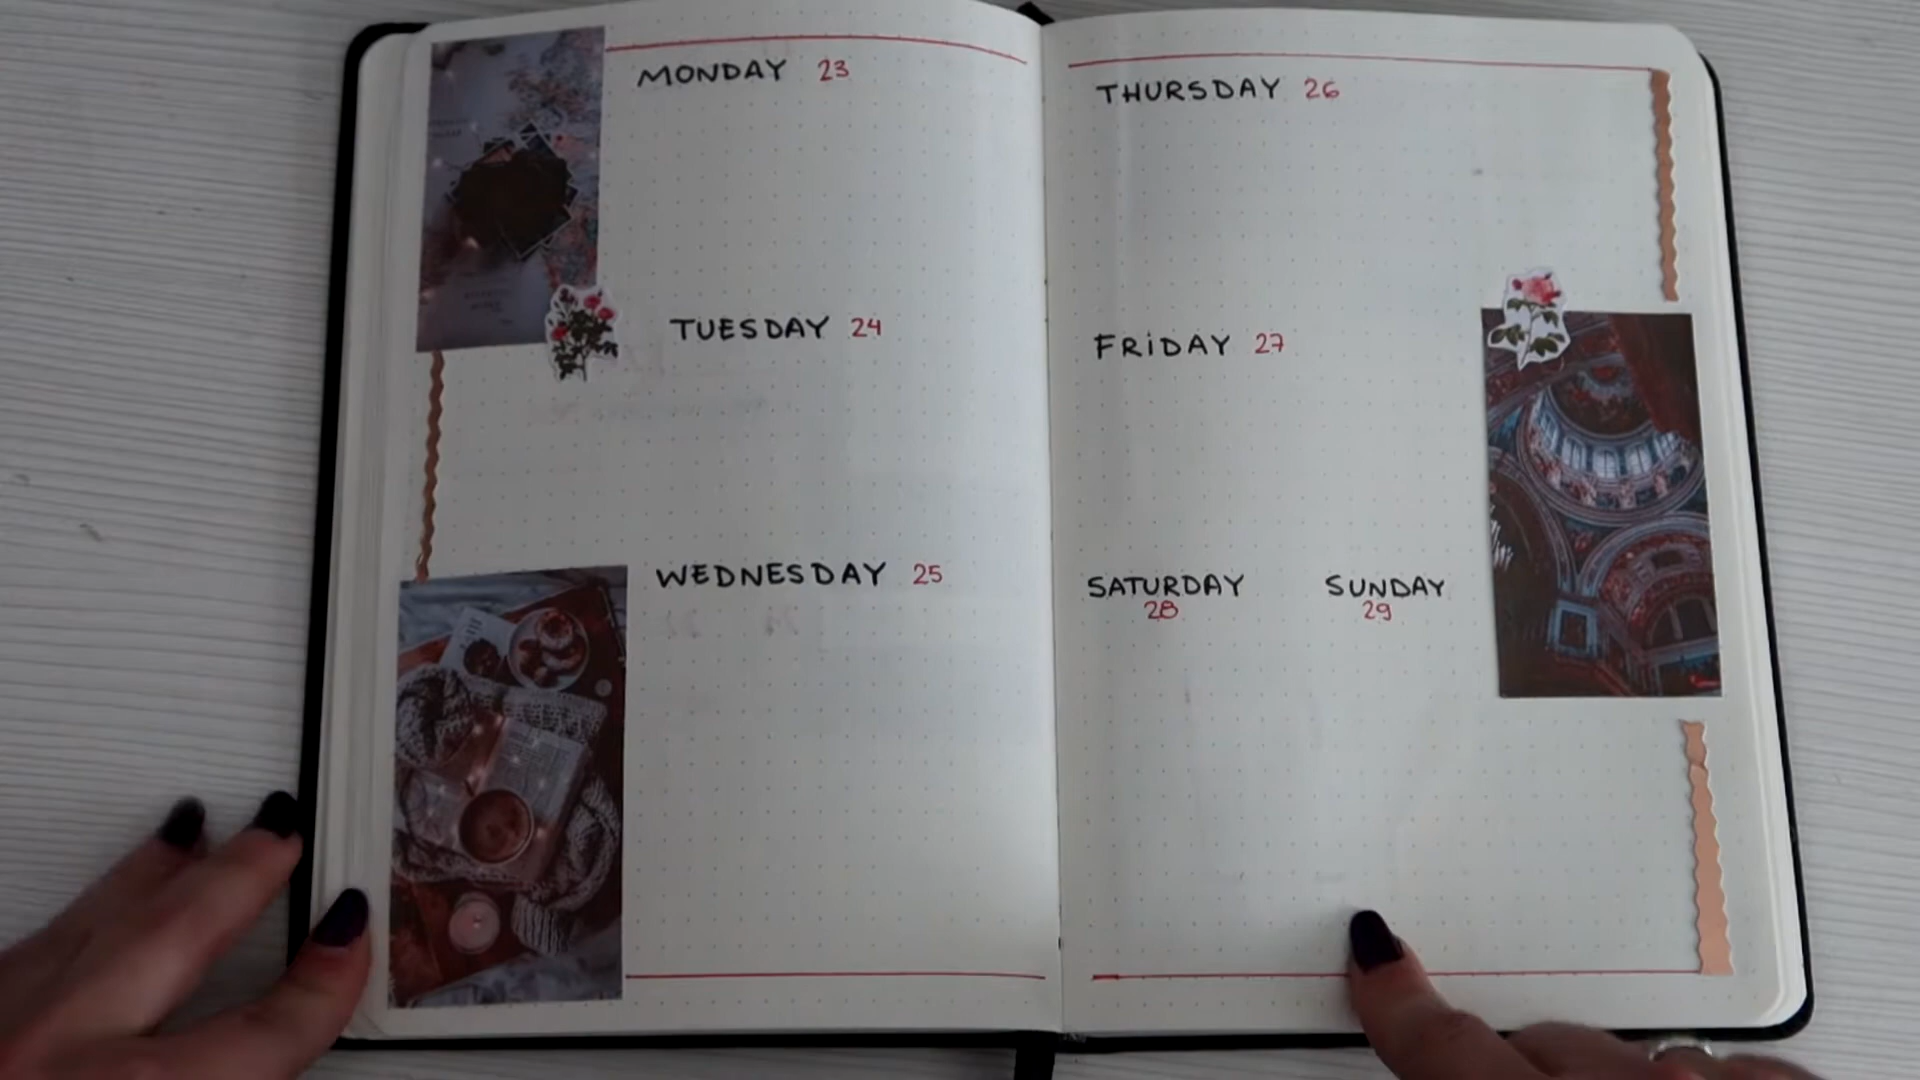 MONDAY 23
TUESDAY 24
WEDNESDAY 25
THURSDAY 26
FRiDAY 27
SATURDAY SUNDAY
28 29